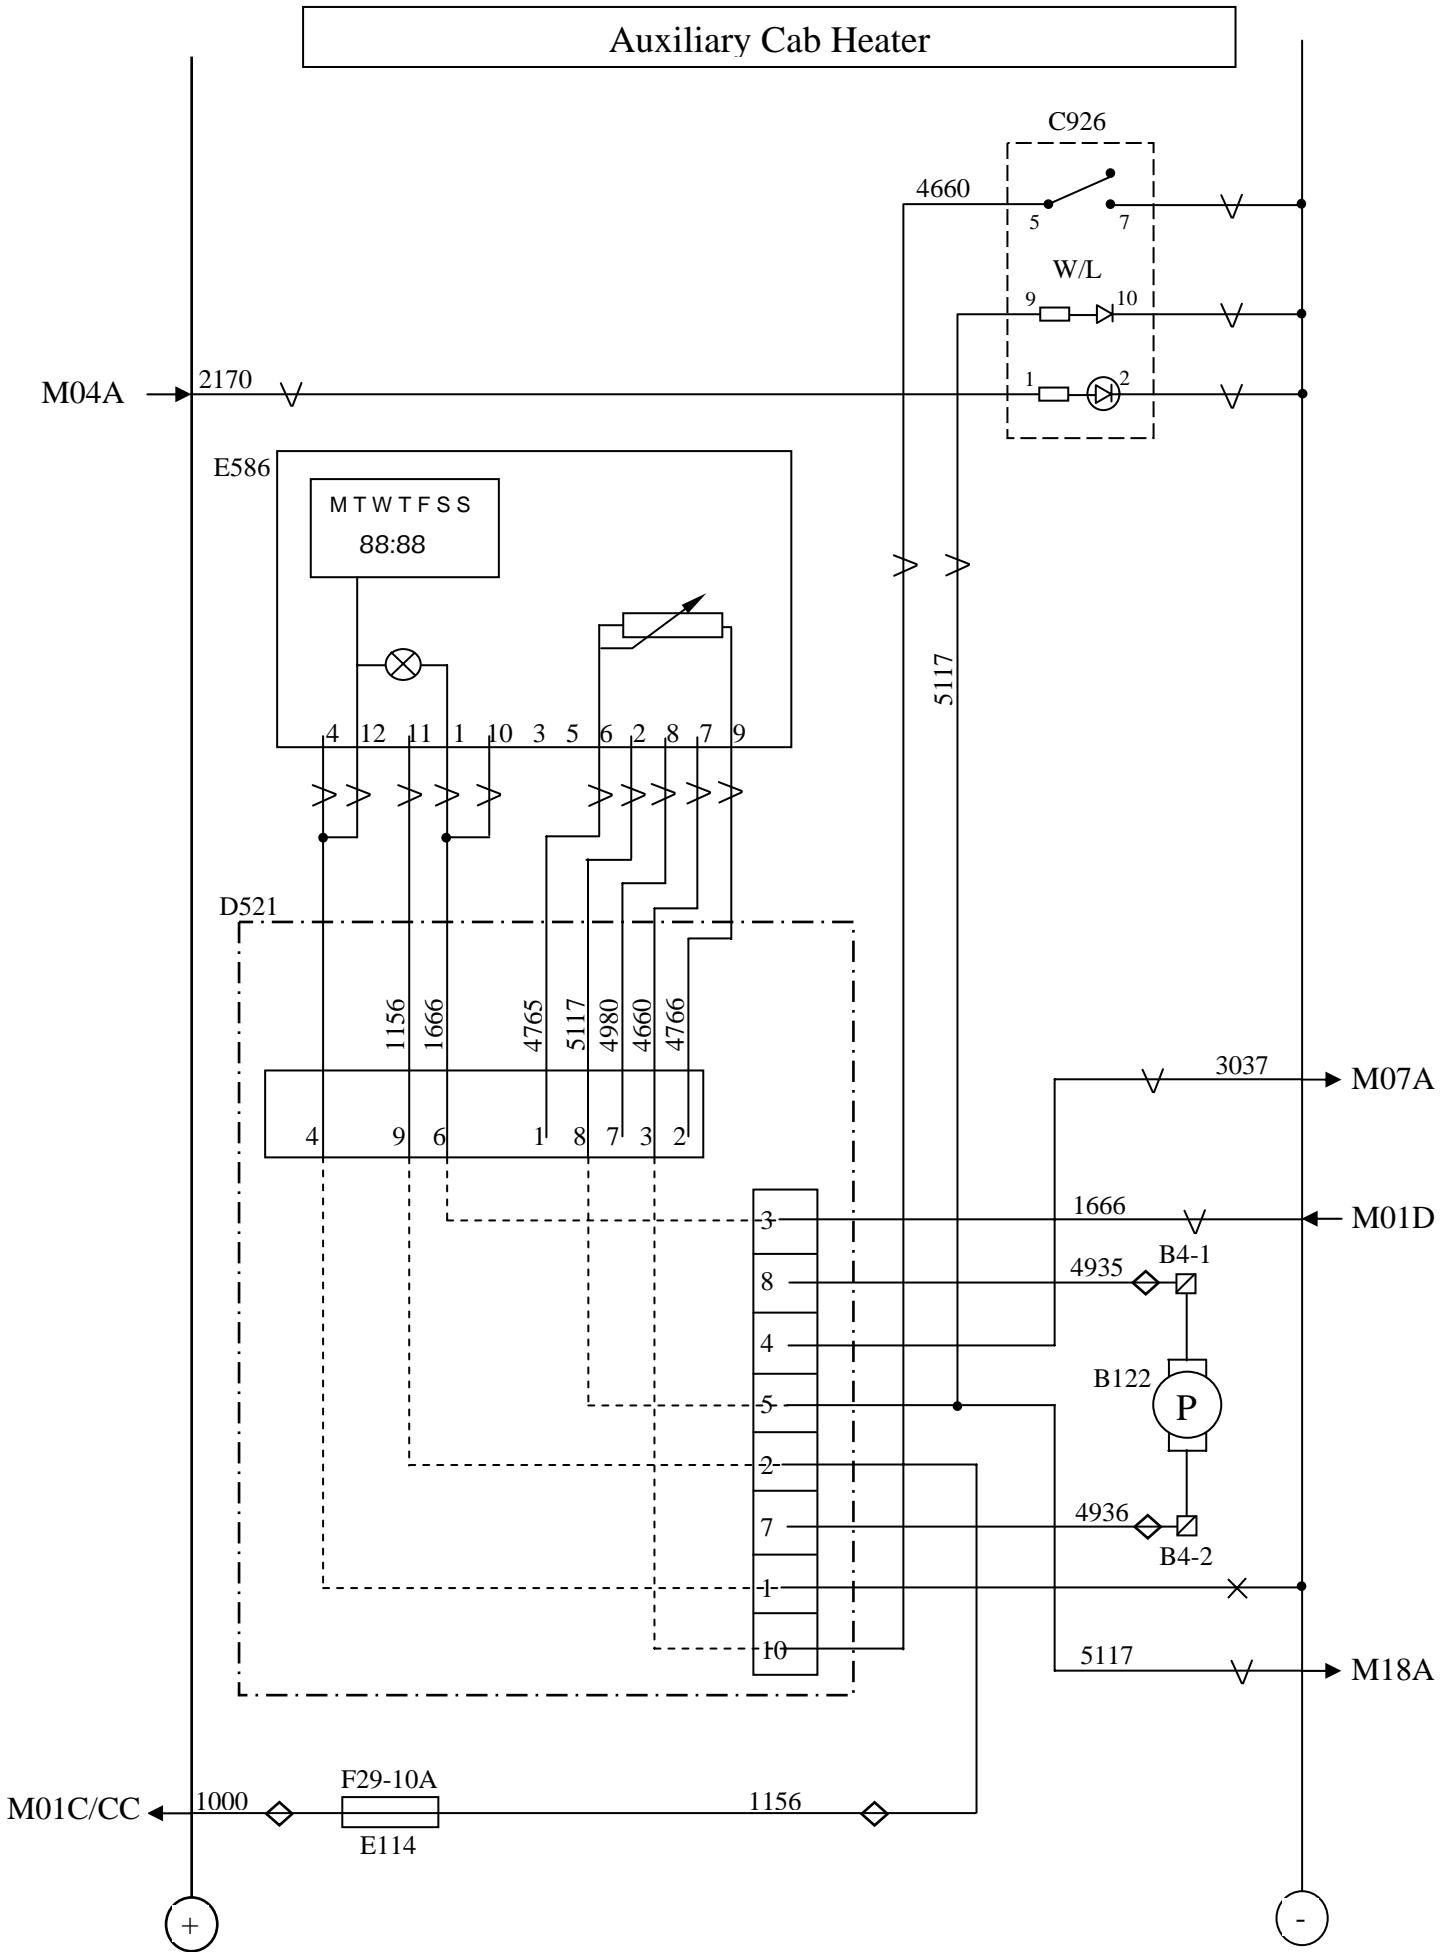 Auxiliary Cab Heater
C926
4660
5 7
W/L
9 10
M04A 2170 1 2
E586
M T W T F S S
88:88
5117
4 12 11 1 10 3 5 6 2 8 7 9
D521
1156 1666 4765 5117 4980 4660 4766
3037 M07A
4 9 6 1 8 7 3 2
3 1666 M01D
8 4935 B4-1
4
B122 P
5
2
7 4936
B4-2
1
10
5117 M18A
F29-10A
M01C/CC 1000 1156
E114
+ -